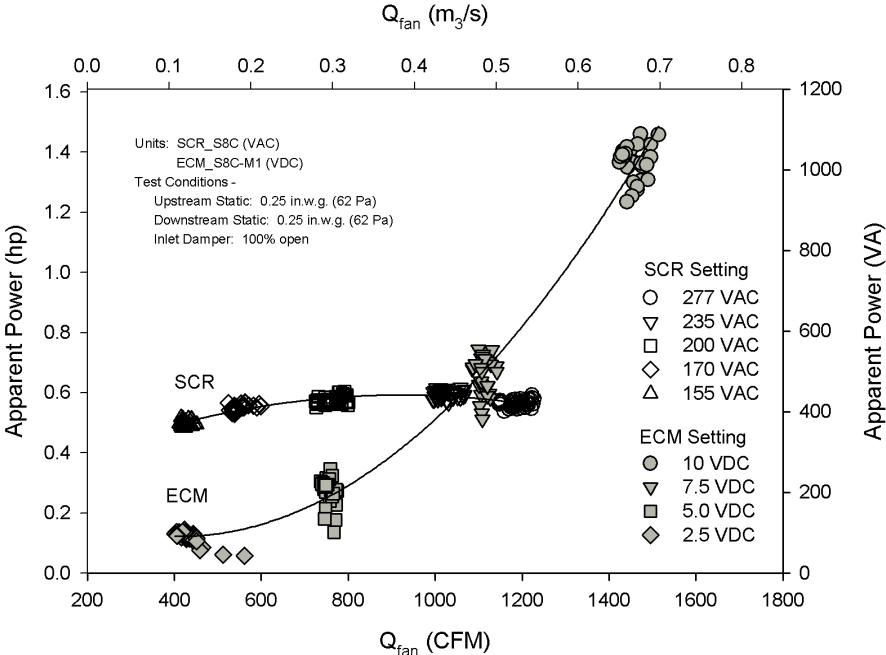 Qfan (m3/s)
0.0 0.1 0.2 0.3 0.4 0.5 0.6 0.7 0.8
1.6
1.4
1.2
1.0
0.8
0.6
0.4
0.2
0.0
Apparent Power (hp)
1200
1000
800
600
400
200
0
Apparent Power (VA)
Units: SCR_S8C (VAC)
ECM_S8C-M1 (VDC)
Test Conditions -
Upstream Static: 0.25 in.w.g. (62 Pa)
Downstream Static: 0.25 in.w.g. (62 Pa)
Inlet Damper: 100% open
SCR
ECM
SCR Setting
277 VAC
235 VAC
200 VAC
170 VAC
155 VAC
ECM Setting
10 VDC
7.5 VDC
5.0 VDC
2.5 VDC
200 400 600 800 1000 1200 1400 1600 1800
Qfan (CFM)